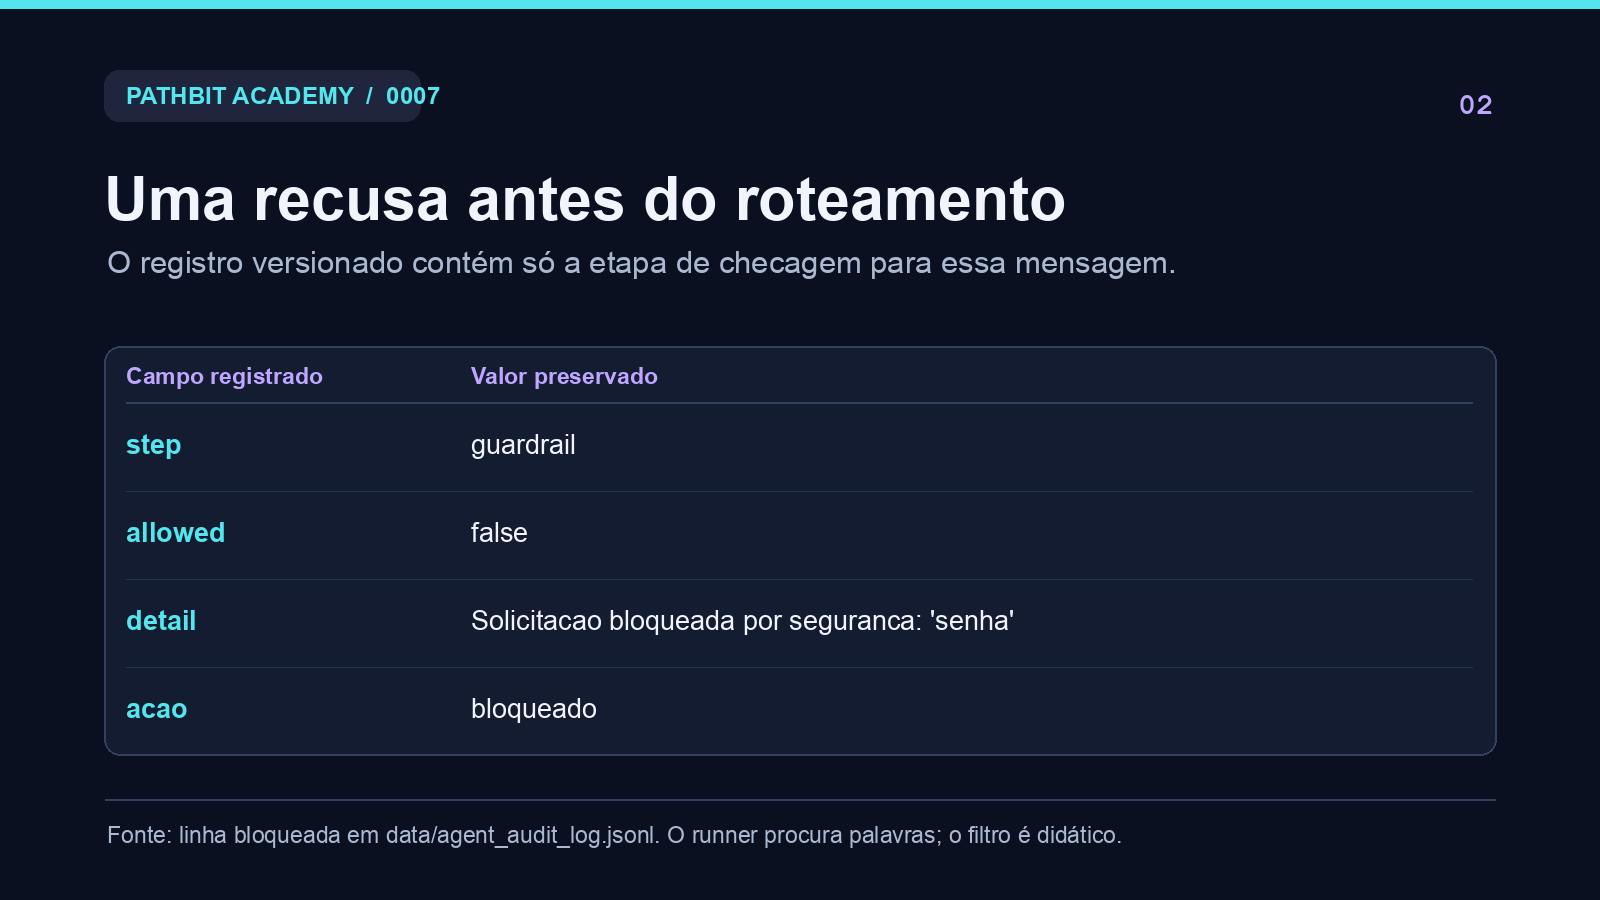 PATHBIT ACADEMY / 0007
02
Uma recusa antes do roteamento
O registro versionado contém só a etapa de checagem para essa mensagem.
Campo registrado Valor preservado
step guardrail
allowed false
detail Solicitacao bloqueada por seguranca: 'senha'
acao bloqueado
Fonte: linha bloqueada em data/agent_audit_log.jsonl. O runner procura palavras; o filtro é didático.